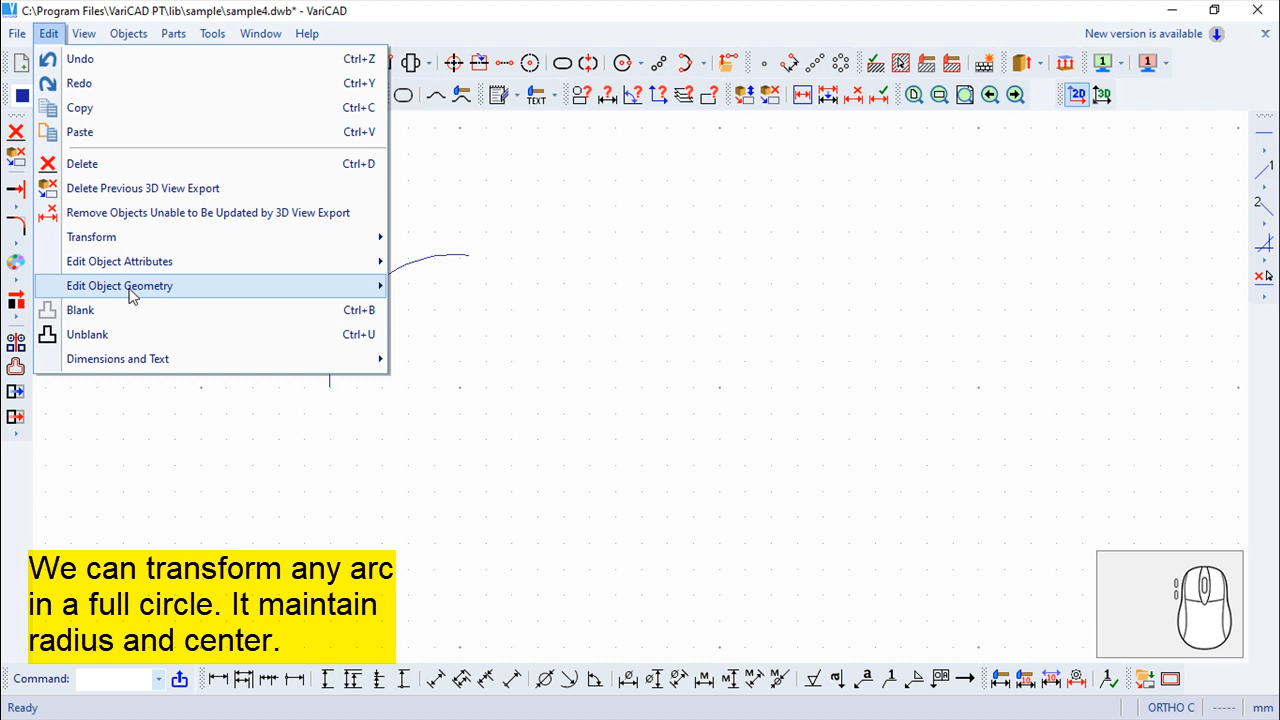 C:\Program Files\VariCAD PT\lib\sample\sample4.dwb* - VariCAD
File Edit View Objects Parts Tools Window Help New version is available
Undo Ctrl+Z
Redo Ctrl+Y
Copy Ctrl+C
Paste Ctrl+V
Delete Ctrl+D
Delete Previous 3D View Export
Remove Objects Unable to Be Updated by 3D View Export
Transform
Edit Object Attributes
Edit Object Geometry
Blank Ctrl+B
Unblank Ctrl+U
Dimensions and Text
TEXT
1
1
2D
3D
1
2
We can transform any arc
in a full circle. It maintain
radius and center.
Command:
Ready ORTHO C ----- mm